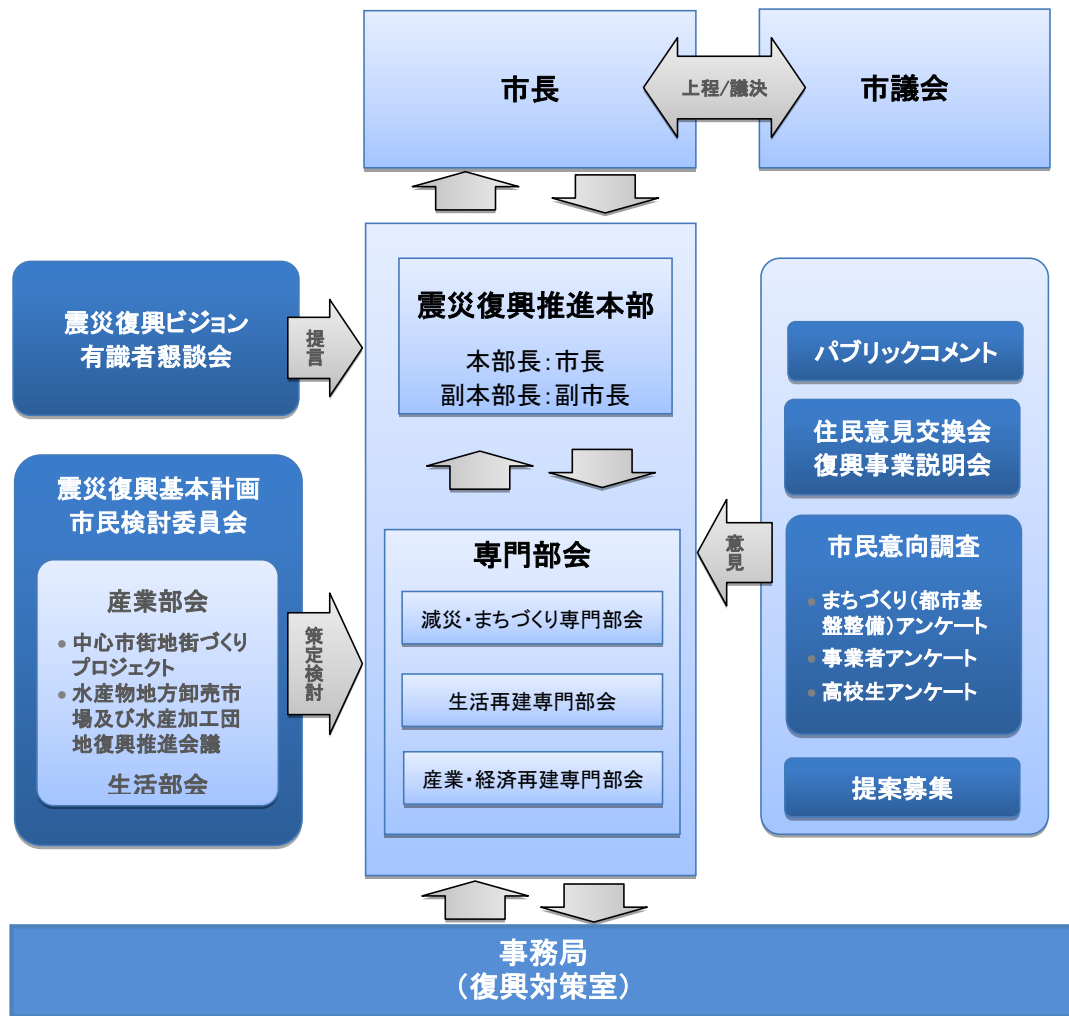 市長
上程/議決
市議会
震災復興ビジョン
有識者懇談会
提言
震災復興推進本部
本部長：市長
副本部長：副市長
震災復興基本計画
市民検討委員会
産業部会
• 中心市街地街づくり
プロジェクト
• 水産物地方卸売市
場及び水産加工団
地復興推進会議
生活部会
策定検討
専門部会
減災・まちづくり専門部会
生活再建専門部会
産業・経済再建専門部会
意見
パブリックコメント
住民意見交換会
復興事業説明会
市民意向調査
• まちづくり（都市基
盤整備）アンケート
• 事業者アンケート
• 高校生アンケート
提案募集
事務局
（復興対策室）